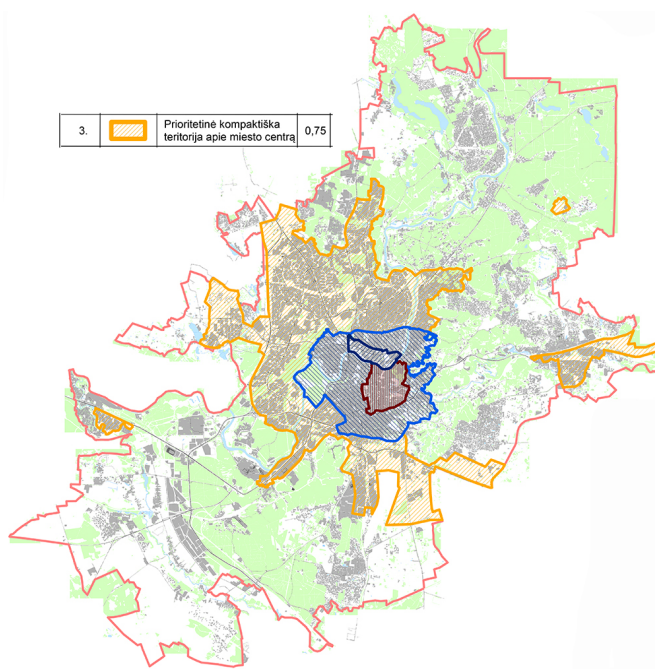 3. Prioritetinė kompaktiška 0,75
teritorija apie miesto centrą